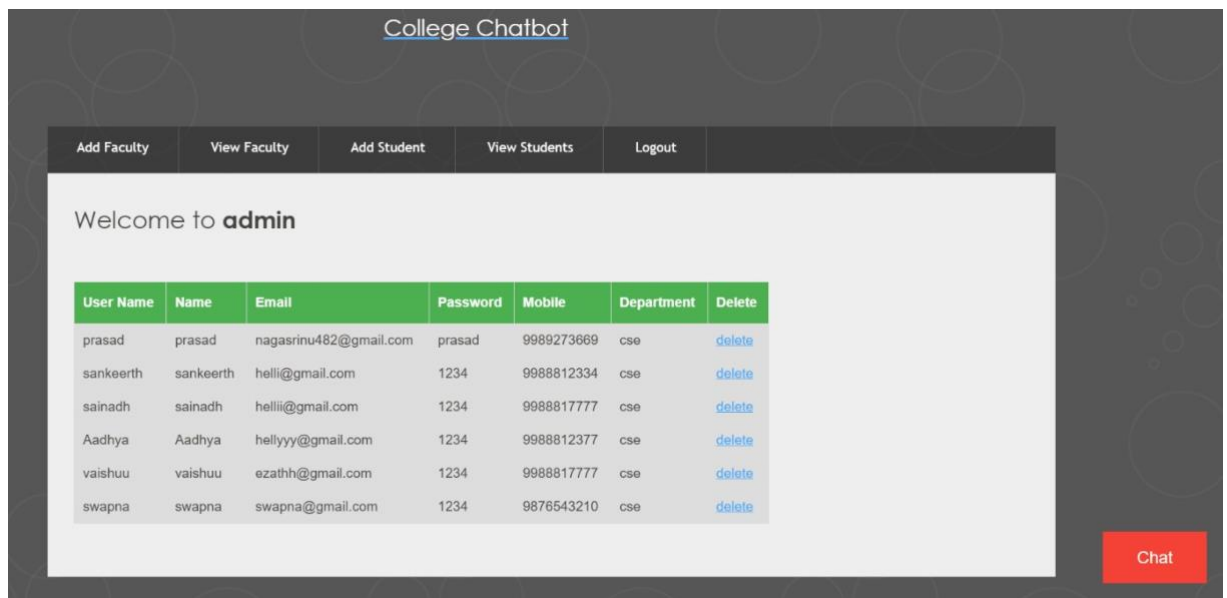 College Chatbot
Add Faculty View Faculty Add Student View Students Logout
Welcome to admin
User Name Name Email Password Mobile Department Delete
prasad prasad nagasrinu482@gmail.com prasad 9989273669 cse delete
sankeerth sankeerth helli@gmail.com 1234 9988812334 cse delete
sainadh sainadh hellii@gmail.com 1234 9988817777 cse delete
Aadhya Aadhya hellyyy@gmail.com 1234 9988812377 cse delete
vaishuu vaishuu ezathh@gmail.com 1234 9988817777 cse delete
swapna swapna swapna@gmail.com 1234 9876543210 cse delete
Chat